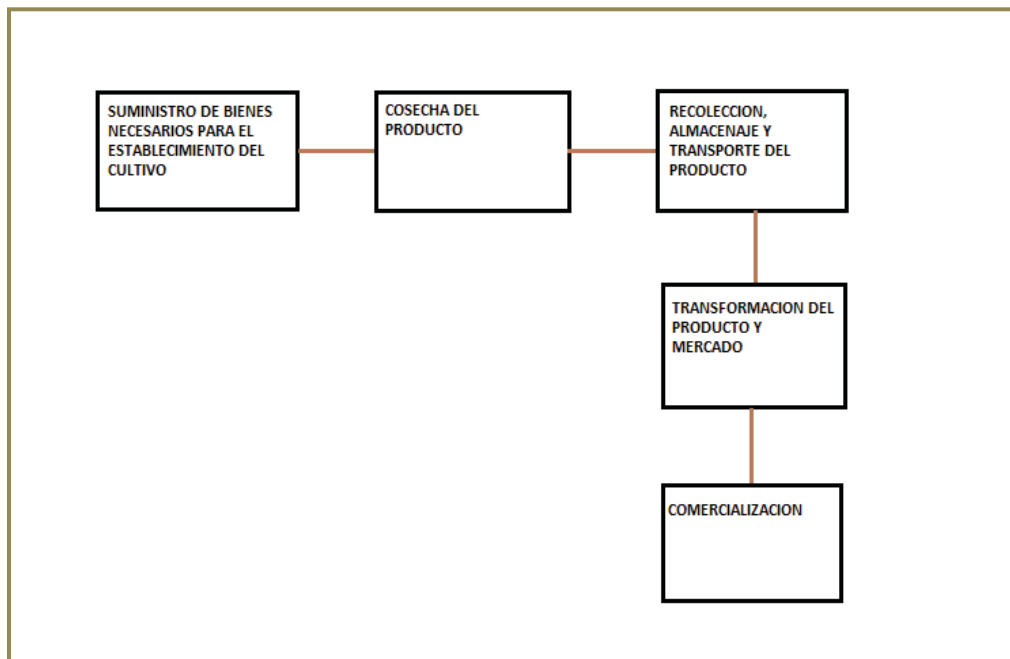 SUMINISTRO DE BIENES
NECESARIOS PARA EL
ESTABLECIMIENTO DEL
CULTIVO
COSECHA DEL
PRODUCTO
RECOLECCION,
ALMACENAJE Y
TRANSPORTE DEL
PRODUCTO
TRANSFORMACION DEL
PRODUCTO Y
MERCADO
COMERCIALIZACION